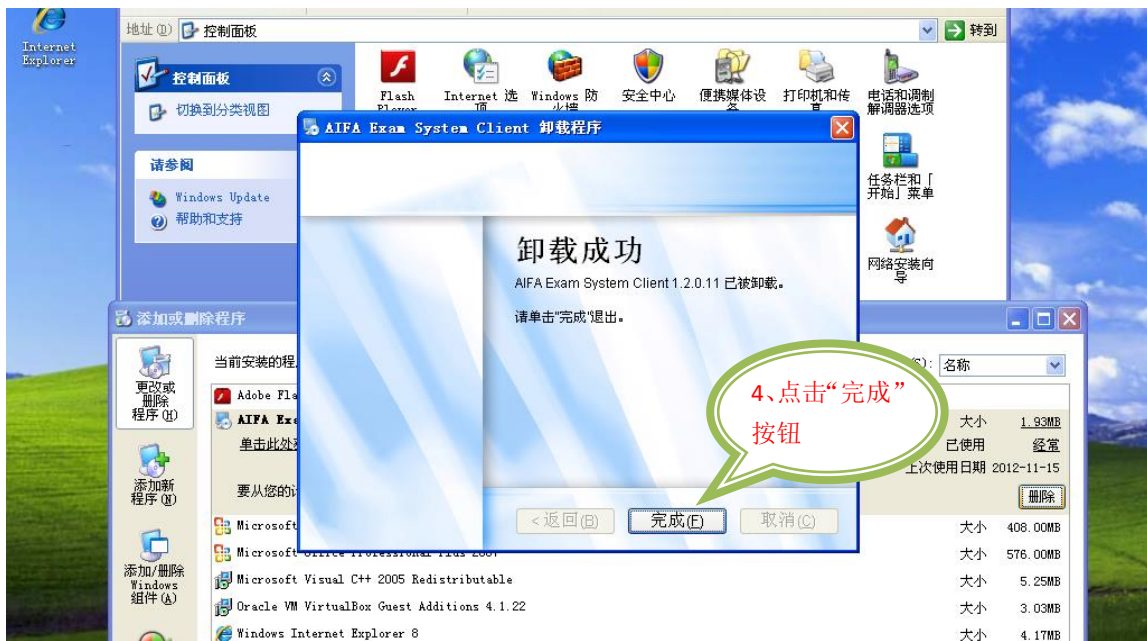 Internet
Explorer
地址(D)
控制面板
转到
控制面板
切换到分类视图
请参阅
Windows Update
帮助和支持
Flash
Player
Internet 选
项
Windows 防
火墙
安全中心
便携媒体设
备
打印机和传
真
电话和调制
解调器选项
任务栏和「
开始」菜单
网络安装向
导
AIFA Exam System Client 卸载程序
卸载成功
AIFA Exam System Client 1.2.0.11 已被卸载。
请单击“完成”退出。
4、点击“完成”
按钮
<返回(B)
完成(F)
取消(C)
添加或删除程序
更改或
删除
程序(H)
添加新
程序(N)
添加/删除
Windows
组件(A)
当前安装的程
(S): 名称
Adobe Fla
AIFA Exa
大小 1.93MB
单击此处
已使用 经常
上次使用日期 2012-11-15
要从您的计
删除
Microsoft
大小 408.00MB
Microsoft Office Professional Plus 2007
大小 576.00MB
Microsoft Visual C++ 2005 Redistributable
大小 5.25MB
Oracle VM VirtualBox Guest Additions 4.1.22
大小 3.03MB
Windows Internet Explorer 8
大小 4.17MB